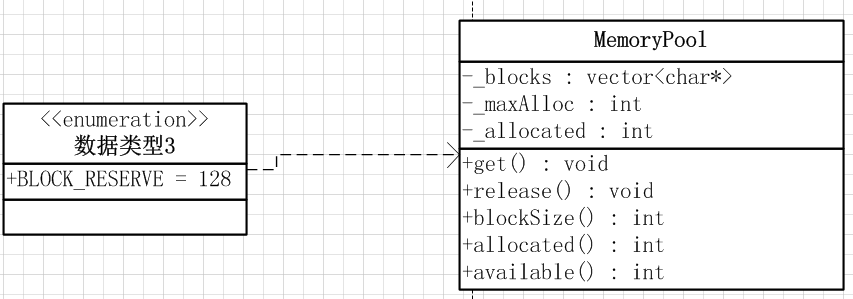 <<enumeration>>
数据类型3
+BLOCK_RESERVE = 128
MemoryPool
-_blocks : vector<char*>
-_maxAlloc : int
-_allocated : int
+get() : void
+release() : void
+blockSize() : int
+allocated() : int
+available() : int